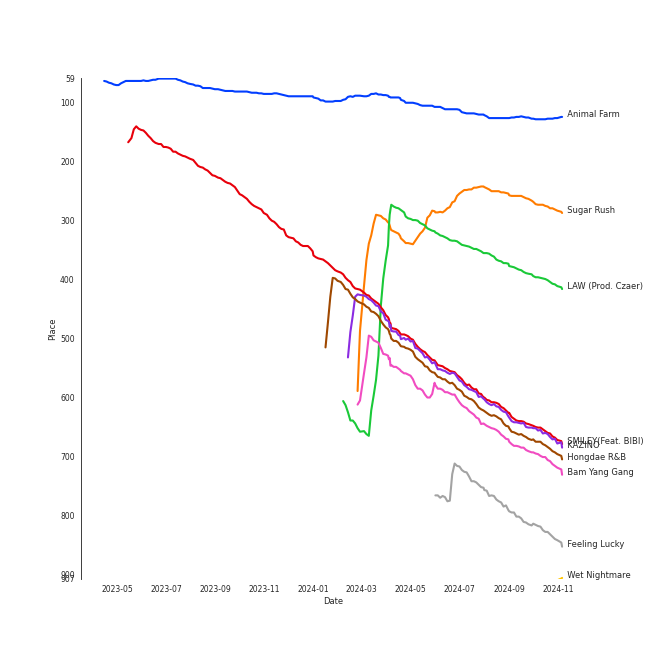 59
100
200
300
400
500
600
700
800
900
907
Place
Animal Farm
Sugar Rush
LAW (Prod. Czaer)
SMILEY(Feat. BIBI)
KAZINO
Hongdae R&B
Bam Yang Gang
Feeling Lucky
Wet Nightmare
2023-05 2023-07 2023-09 2023-11 2024-01 2024-03 2024-05 2024-07 2024-09 2024-11
Date